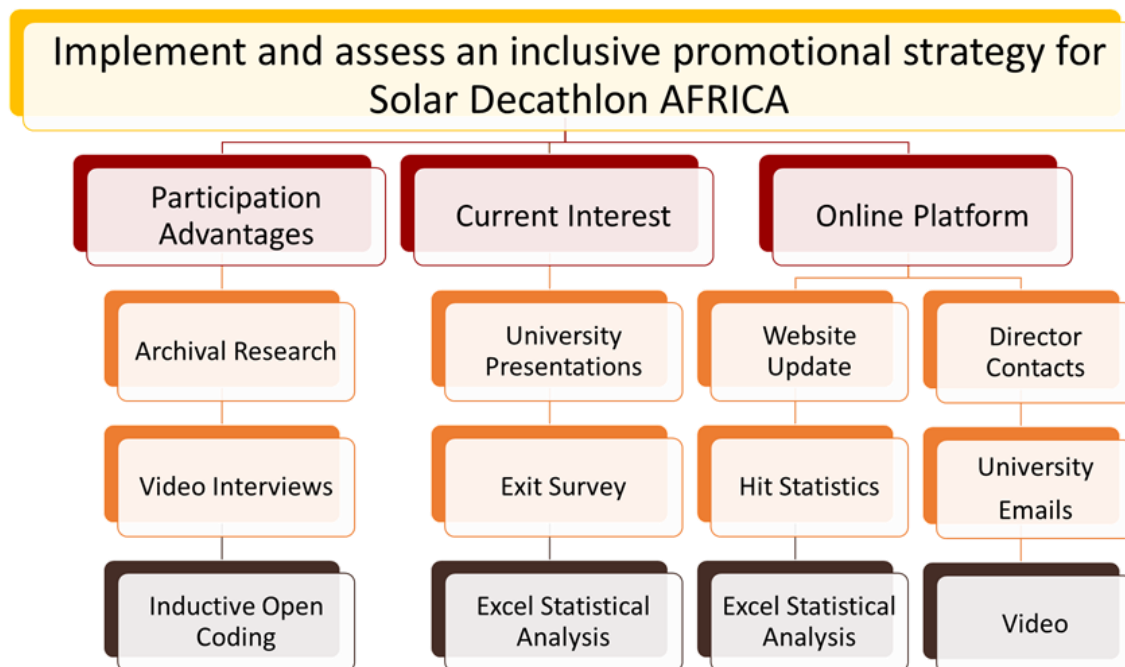 Implement and assess an inclusive promotional strategy for
Solar Decathlon AFRICA
Participation
Advantages
Current Interest
Online Platform
Archival Research
University
Presentations
Website
Update
Director
Contacts
Video Interviews
Exit Survey
Hit Statistics
University
Emails
Inductive Open
Coding
Excel Statistical
Analysis
Excel Statistical
Analysis
Video